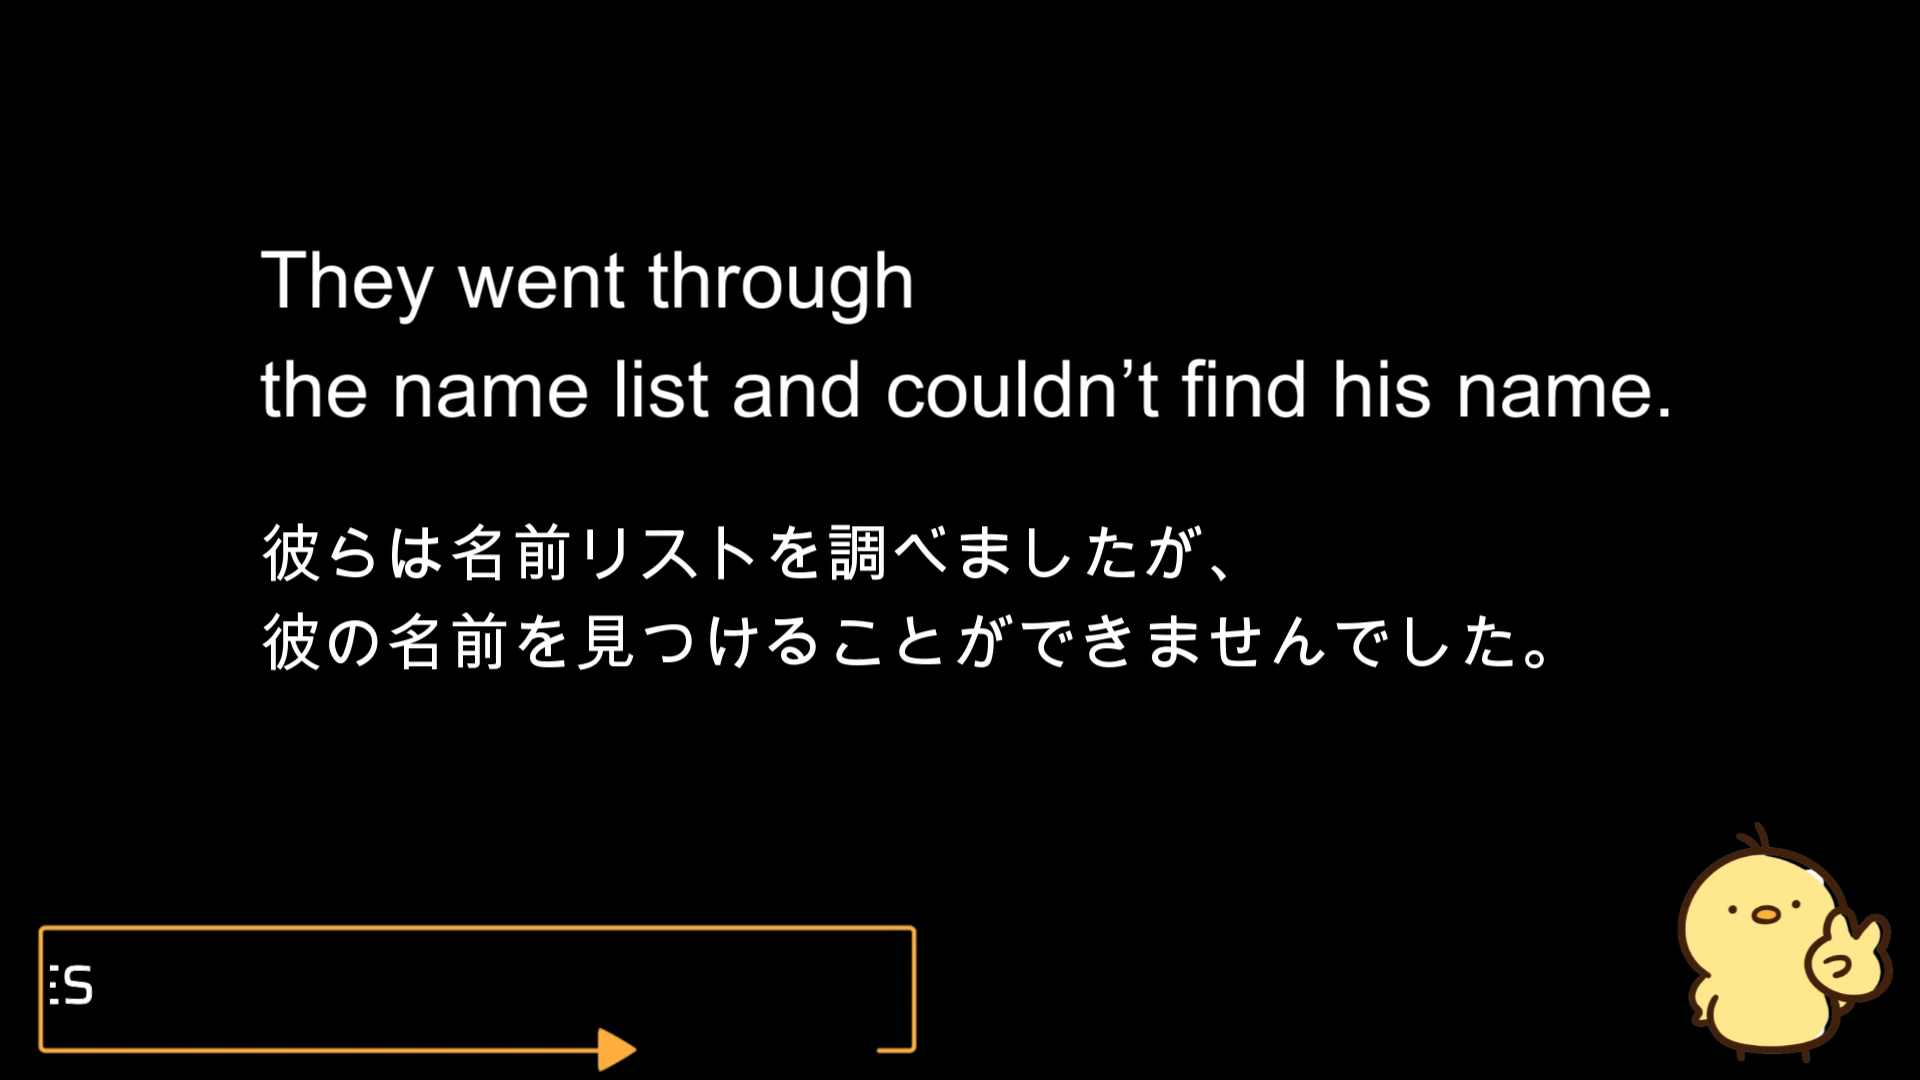 They went through
the name list and couldn’t find his name.
彼らは名前リストを調べましたが、
彼の名前を見つけることができませんでした。